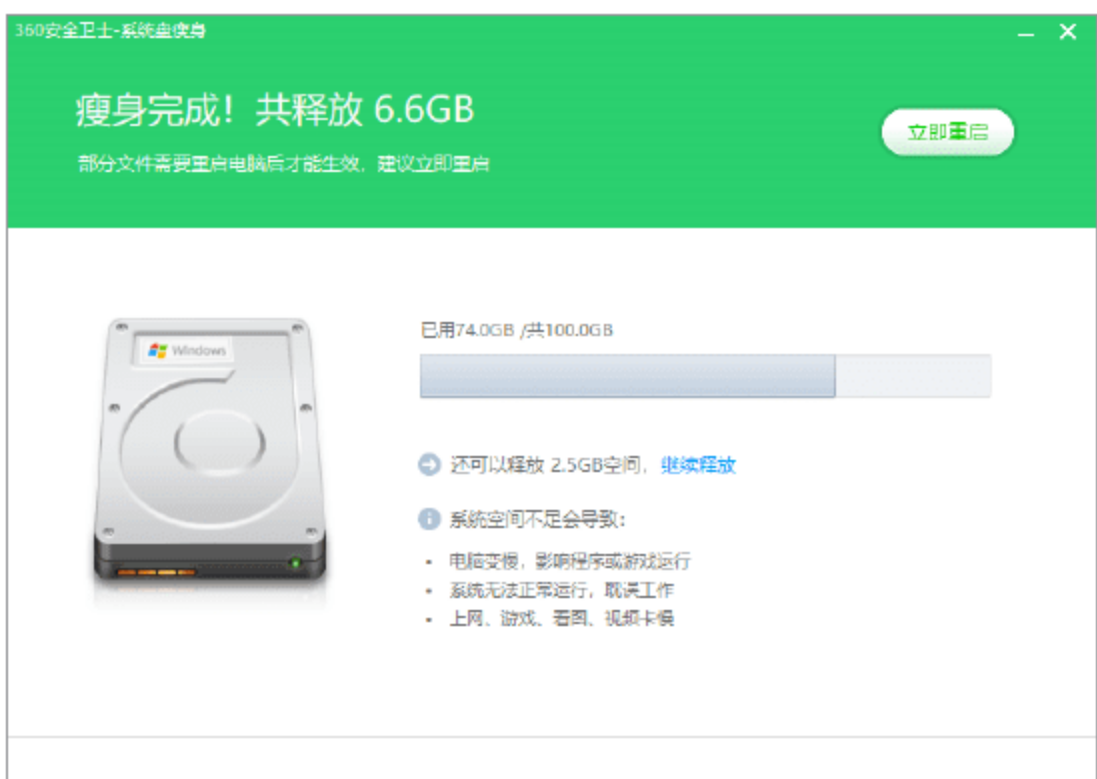 360安全卫士-系统盘瘦身
瘦身完成！共释放 6.6GB
立即重启
部分文件需要重启电脑后才能生效，建议立即重启
已用74.0GB /共100.0GB
Windows
还可以释放 2.5GB空间，继续释放
系统空间不足会导致：
• 电脑变慢，影响程序或游戏运行
• 系统无法正常运行，耽误工作
• 上网、游戏、看图、视频卡慢